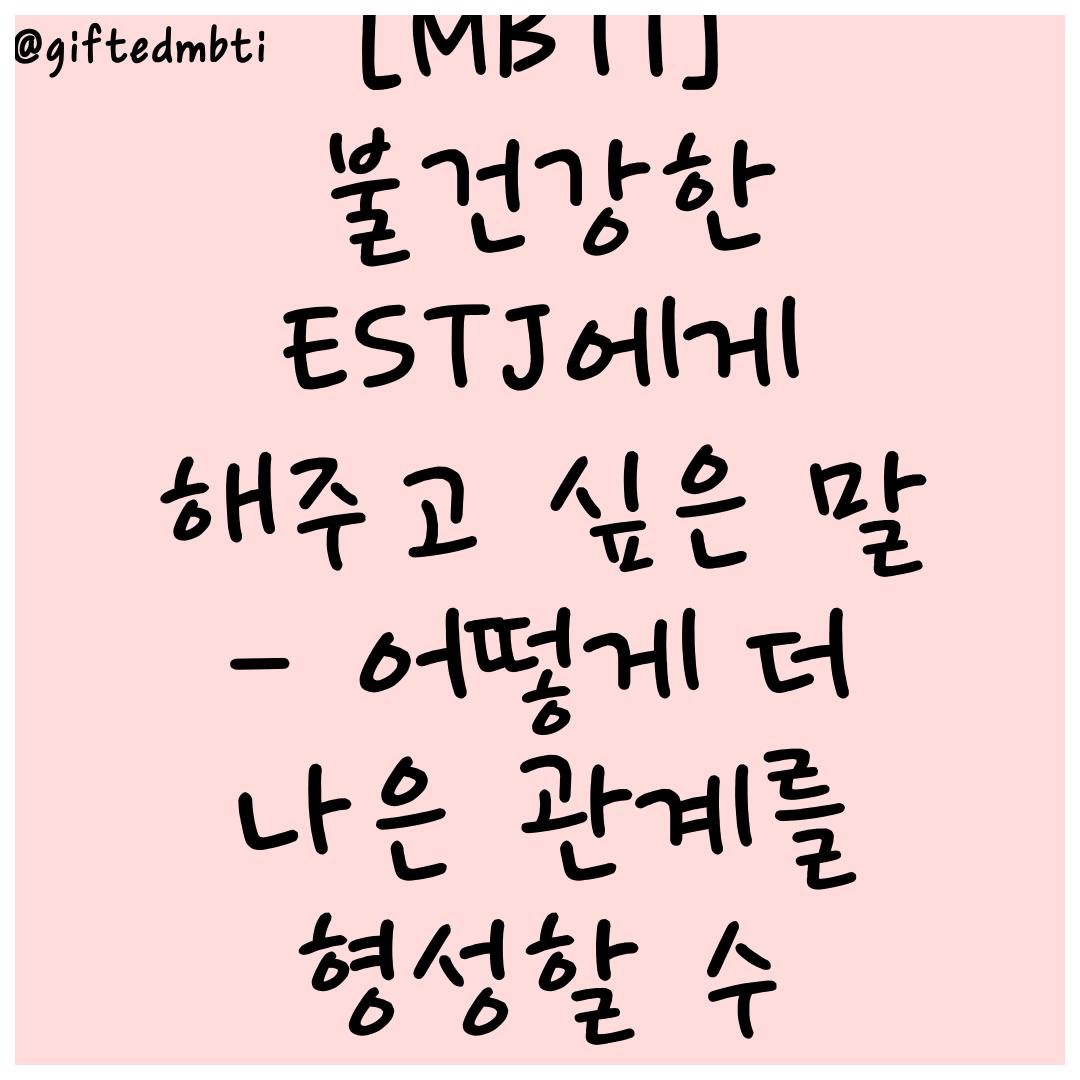 @giftedmbti
[MBTI]
불건강한
ESTJ에게
해주고 싶은 말
- 어떻게 더
나은 관계를
형성할 수